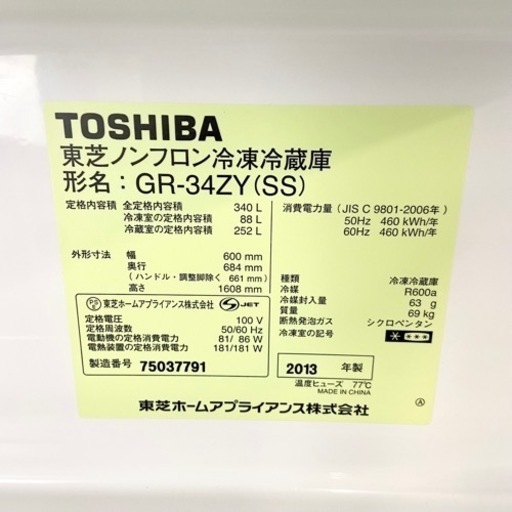 TOSHIBA
東芝ノンフロン冷凍冷蔵庫
形名：GR-34ZY(SS)
定格内容積 全定格内容積 340 L
冷凍室の定格内容積 88 L
冷蔵室の定格内容積 252 L
外形寸法 幅 600 mm
奥行 684 mm
（ハンドル・調整脚除く 661 mm）
高さ 1608 mm
PSE 東芝ホームアプライアンス株式会社 S JET
定格電圧 100 V
定格周波数 50/60 Hz
電動機の定格消費電力 81/ 86 W
電熱装置の定格消費電力 181/181 W
製造番号 75037791
消費電力量（JIS C 9801-2006年）
50Hz 460 kWh/年
60Hz 460 kWh/年
種類 冷凍冷蔵庫
冷媒 R600a
冷媒封入量 63 g
質量 69 kg
断熱発泡ガス シクロペンタン
冷凍室の記号 ****
2013 年製
温度ヒューズ 77℃
MADE IN CHINA
東芝ホームアプライアンス株式会社
Ⓐ